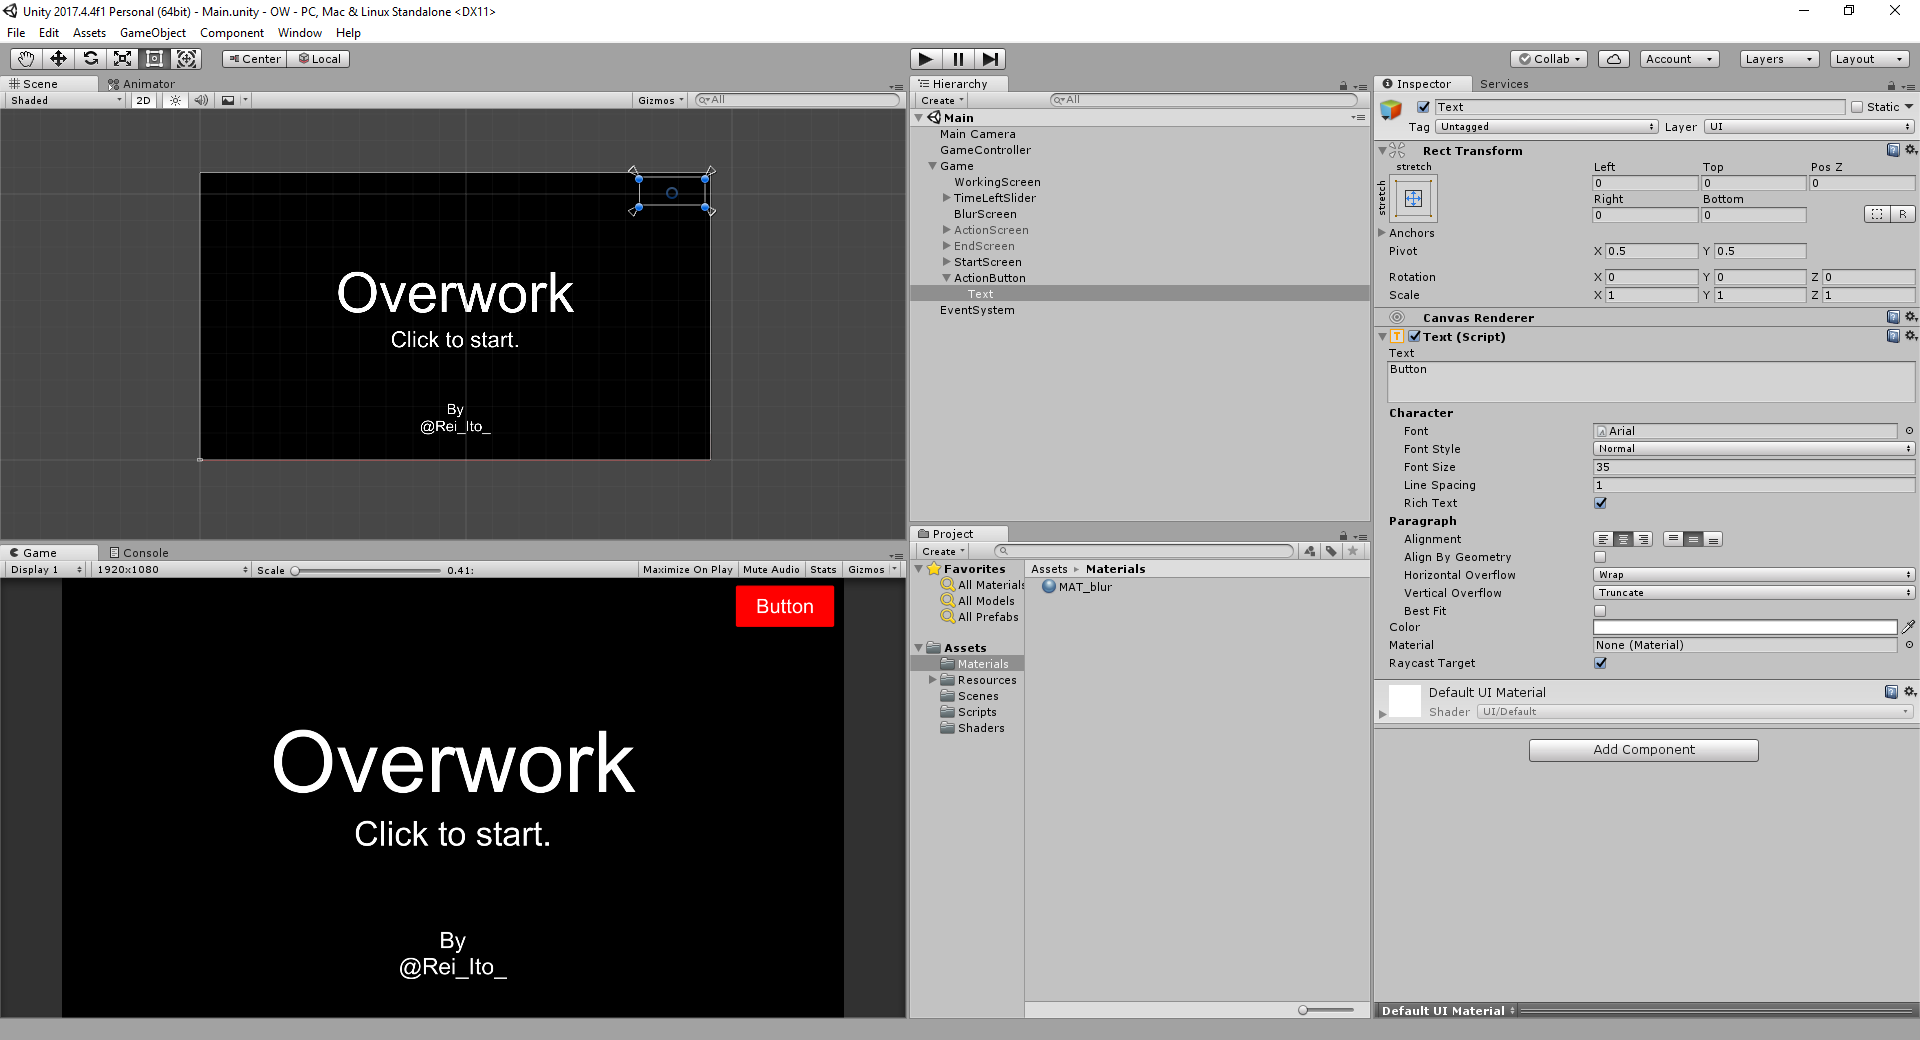 Unity 2017.4.4f1 Personal (64bit) - Main.unity - OW - PC, Mac & Linux Standalone <DX11>
File Edit Assets GameObject Component Window Help
Center Local Collab Account Layers Layout
Scene Animator
Shaded 2D Gizmos All
Overwork
Click to start.
By
@Rei_Ito_
Game Console
Display 1 1920x1080 Scale 0.41: Maximize On Play Mute Audio Stats Gizmos
Button
Overwork
Click to start.
By
@Rei_Ito_
Hierarchy
Create All
Main
Main Camera
GameController
Game
WorkingScreen
TimeLeftSlider
BlurScreen
ActionScreen
EndScreen
StartScreen
ActionButton
Text
EventSystem
Project
Create
Favorites
All Materials
All Models
All Prefabs
Assets
Materials
Resources
Scenes
Scripts
Shaders
Assets Materials
MAT_blur
Inspector Services
Text Static
Tag Untagged Layer UI
Rect Transform
stretch
stretch
Left Top Pos Z
0 0 0
Right Bottom
0 0 R
Anchors
Pivot X 0.5 Y 0.5
Rotation X 0 Y 0 Z 0
Scale X 1 Y 1 Z 1
Canvas Renderer
T Text (Script)
Text
Button
Character
Font Arial
Font Style Normal
Font Size 35
Line Spacing 1
Rich Text
Paragraph
Alignment
Align By Geometry
Horizontal Overflow Wrap
Vertical Overflow Truncate
Best Fit
Color
Material None (Material)
Raycast Target
Default UI Material
Shader UI/Default
Add Component
Default UI Material